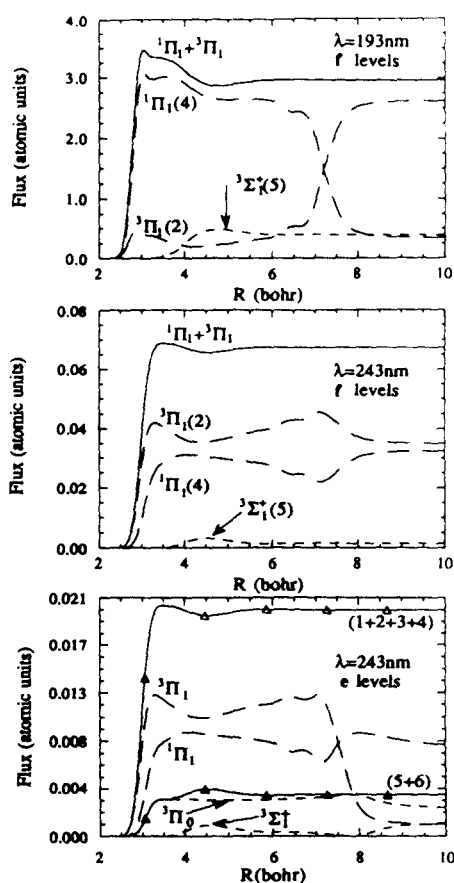 ¹Π₁+³Π₁
λ=193nm
f levels
¹Π₁(4)
³Σ₁⁺(5)
³Π₁(2)
Flux (atomic units)
4.0
3.0
2.0
1.0
0.0
2 4 6 8 10
R (bohr)
¹Π₁+³Π₁
λ=243nm
f levels
³Π₁(2)
¹Π₁(4)
³Σ₁⁺(5)
Flux (atomic units)
0.08
0.06
0.04
0.02
0.00
2 4 6 8 10
R (bohr)
(1+2+3+4)
λ=243nm
e levels
³Π₁
¹Π₁
(5+6)
³Π₀ ³Σ₁⁺
Flux (atomic units)
0.021
0.017
0.013
0.008
0.004
0.000
2 4 6 8 10
R(bohr)